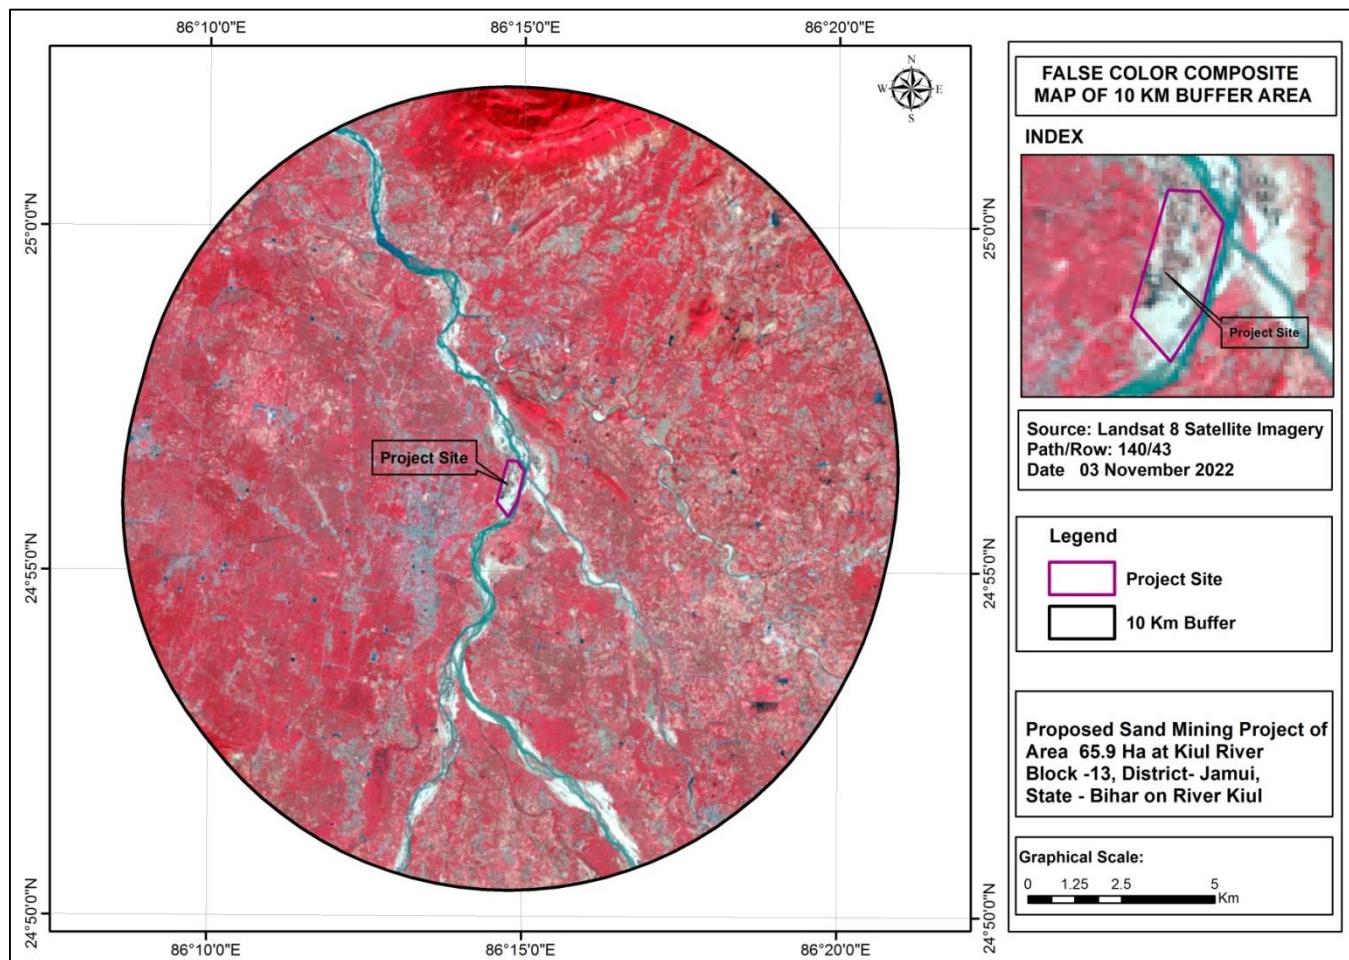 86°10'0"E
86°15'0"E
86°20'0"E
N
W
E
S
25°0'0"N
25°0'0"N
24°55'0"N
24°55'0"N
24°50'0"N
24°50'0"N
Project Site
86°10'0"E
86°15'0"E
86°20'0"E
FALSE COLOR COMPOSITE
MAP OF 10 KM BUFFER AREA
INDEX
Project Site
Source: Landsat 8 Satellite Imagery
Path/Row: 140/43
Date 03 November 2022
Legend
Project Site
10 Km Buffer
Proposed Sand Mining Project of
Area 65.9 Ha at Kiul River
Block -13, District- Jamui,
State - Bihar on River Kiul
Graphical Scale:
0 1.25 2.5 5
Km